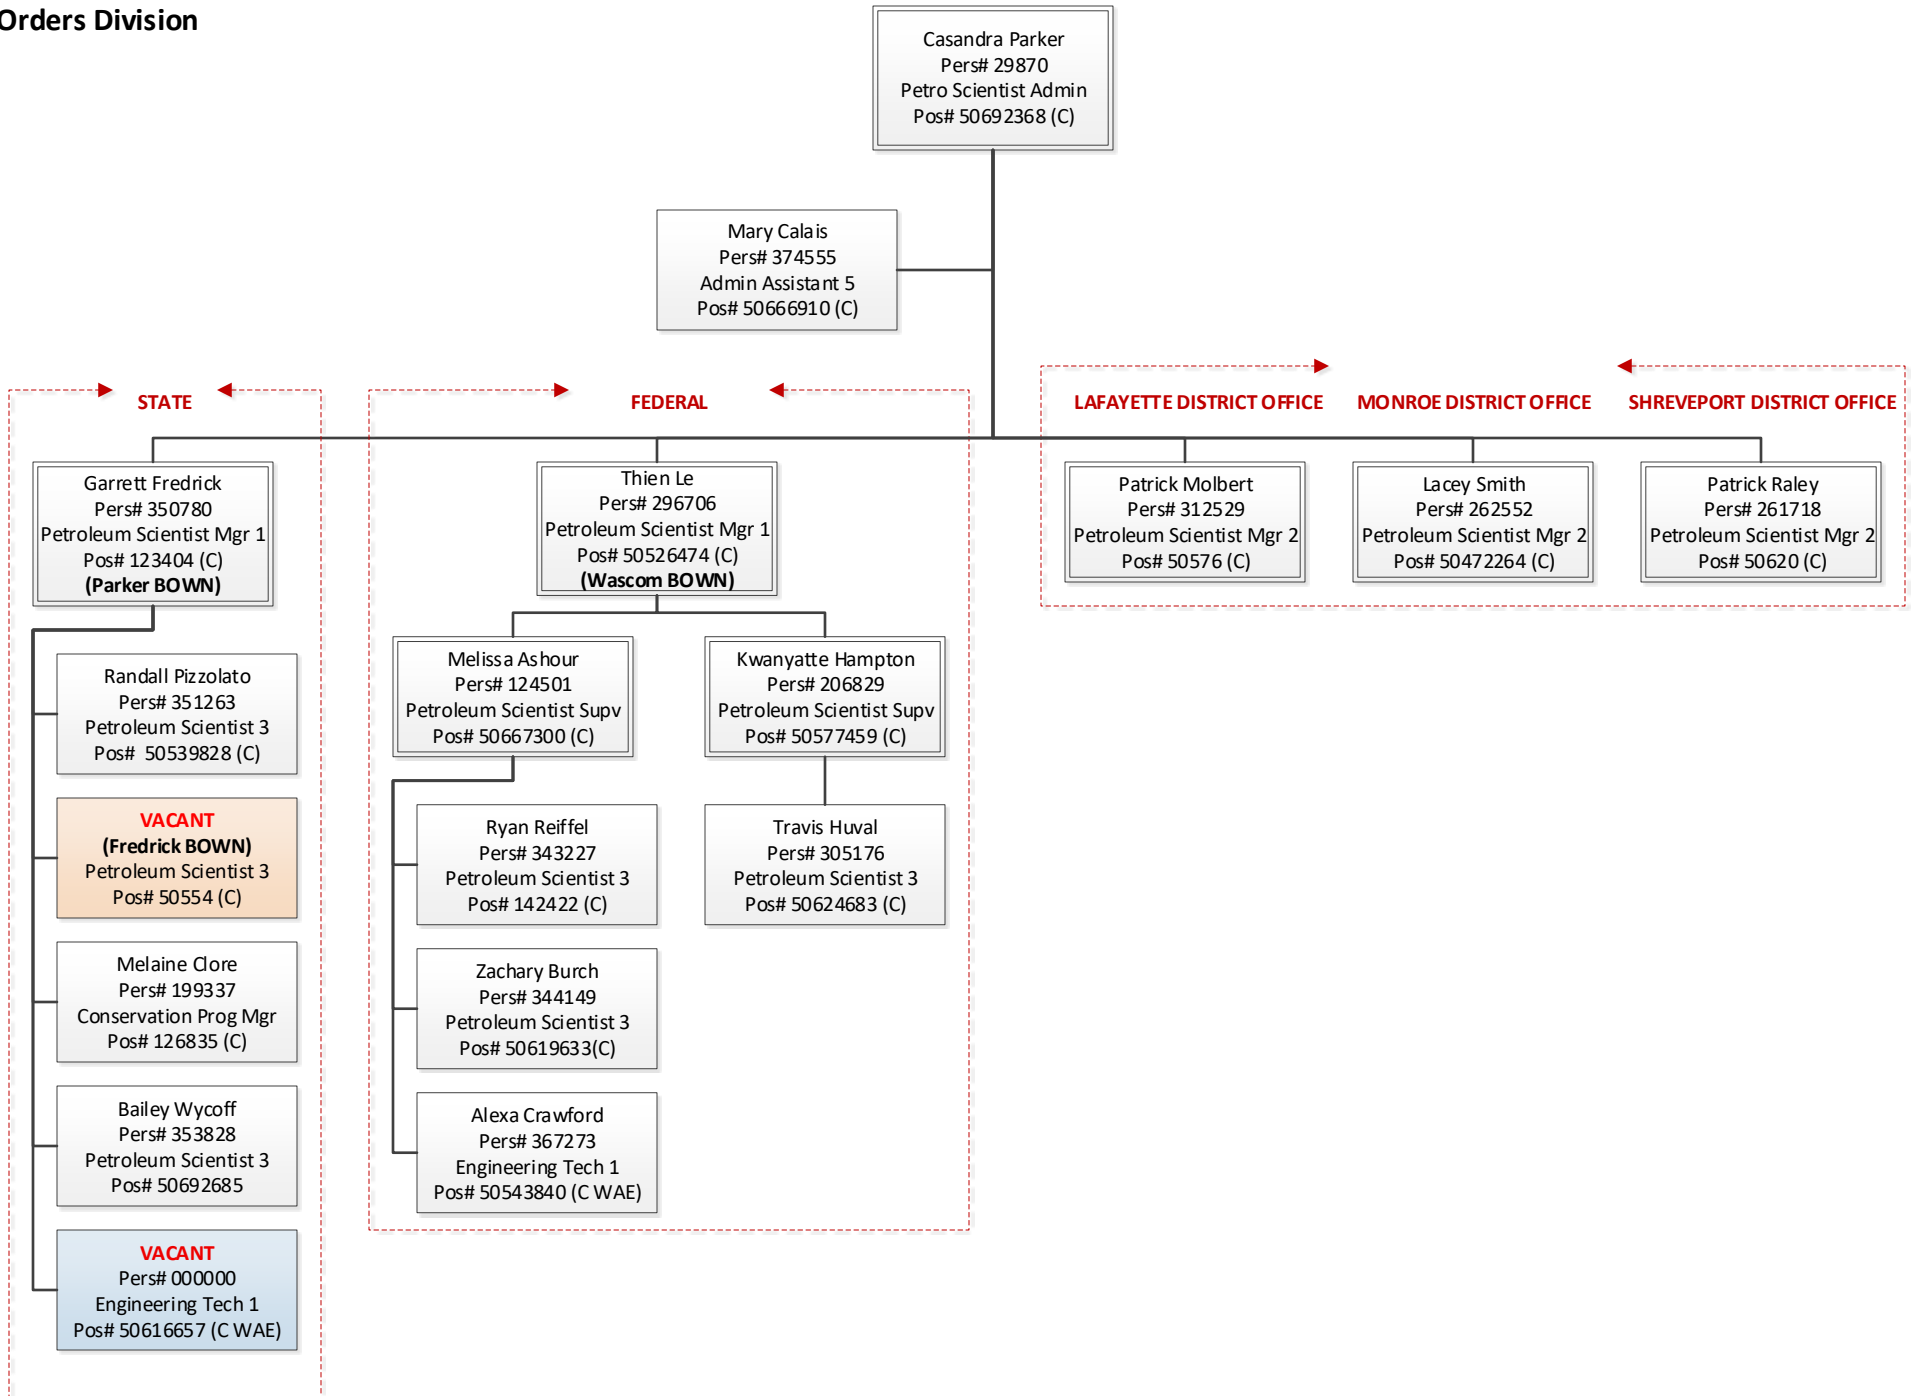 Orders Division
Casandra Parker
Pers# 29870
Petro Scientist Admin
Pos# 50692368 (C)
Mary Calais
Pers# 374555
Admin Assistant 5
Pos# 50666910 (C)
STATE
FEDERAL
LAFAYETTE DISTRICT OFFICE
MONROE DISTRICT OFFICE
SHREVEPORT DISTRICT OFFICE
Garrett Fredrick
Pers# 350780
Petroleum Scientist Mgr 1
Pos# 123404 (C)
(Parker BOWN)
Thien Le
Pers# 296706
Petroleum Scientist Mgr 1
Pos# 50526474 (C)
(Wascom BOWN)
Patrick Molbert
Pers# 312529
Petroleum Scientist Mgr 2
Pos# 50576 (C)
Lacey Smith
Pers# 262552
Petroleum Scientist Mgr 2
Pos# 50472264 (C)
Patrick Raley
Pers# 261718
Petroleum Scientist Mgr 2
Pos# 50620 (C)
Randall Pizzolato
Pers# 351263
Petroleum Scientist 3
Pos# 50539828 (C)
VACANT
(Fredrick BOWN)
Petroleum Scientist 3
Pos# 50554 (C)
Melaine Clore
Pers# 199337
Conservation Prog Mgr
Pos# 126835 (C)
Bailey Wycoff
Pers# 353828
Petroleum Scientist 3
Pos# 50692685
VACANT
Pers# 000000
Engineering Tech 1
Pos# 50616657 (C WAE)
Melissa Ashour
Pers# 124501
Petroleum Scientist Supv
Pos# 50667300 (C)
Kwanyatte Hampton
Pers# 206829
Petroleum Scientist Supv
Pos# 50577459 (C)
Ryan Reiffel
Pers# 343227
Petroleum Scientist 3
Pos# 142422 (C)
Zachary Burch
Pers# 344149
Petroleum Scientist 3
Pos# 50619633(C)
Alexa Crawford
Pers# 367273
Engineering Tech 1
Pos# 50543840 (C WAE)
Travis Huval
Pers# 305176
Petroleum Scientist 3
Pos# 50624683 (C)